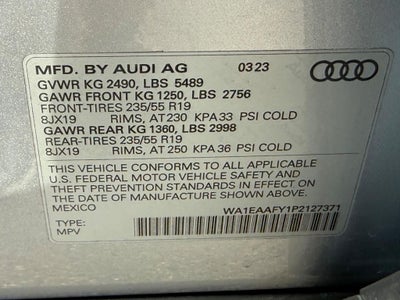 MFD. BY AUDI AG 03 23
GVWR KG 2490, LBS 5489
GAWR FRONT KG 1250, LBS 2756
FRONT-TIRES 235/55 R19
8JX19 RIMS, AT 230 KPA 33 PSI COLD
GAWR REAR KG 1360, LBS 2998
REAR-TIRES 235/55 R19
8JX19 RIMS, AT 250 KPA 36 PSI COLD
THIS VEHICLE CONFORMS TO ALL APPLICABLE
U.S. FEDERAL MOTOR VEHICLE SAFETY AND
THEFT PREVENTION STANDARDS IN EFFECT ON
THE DATE OF MANUFACTURE SHOWN ABOVE.
MEXICO
WA1EAAFY1P2127371
TYPE:
MPV